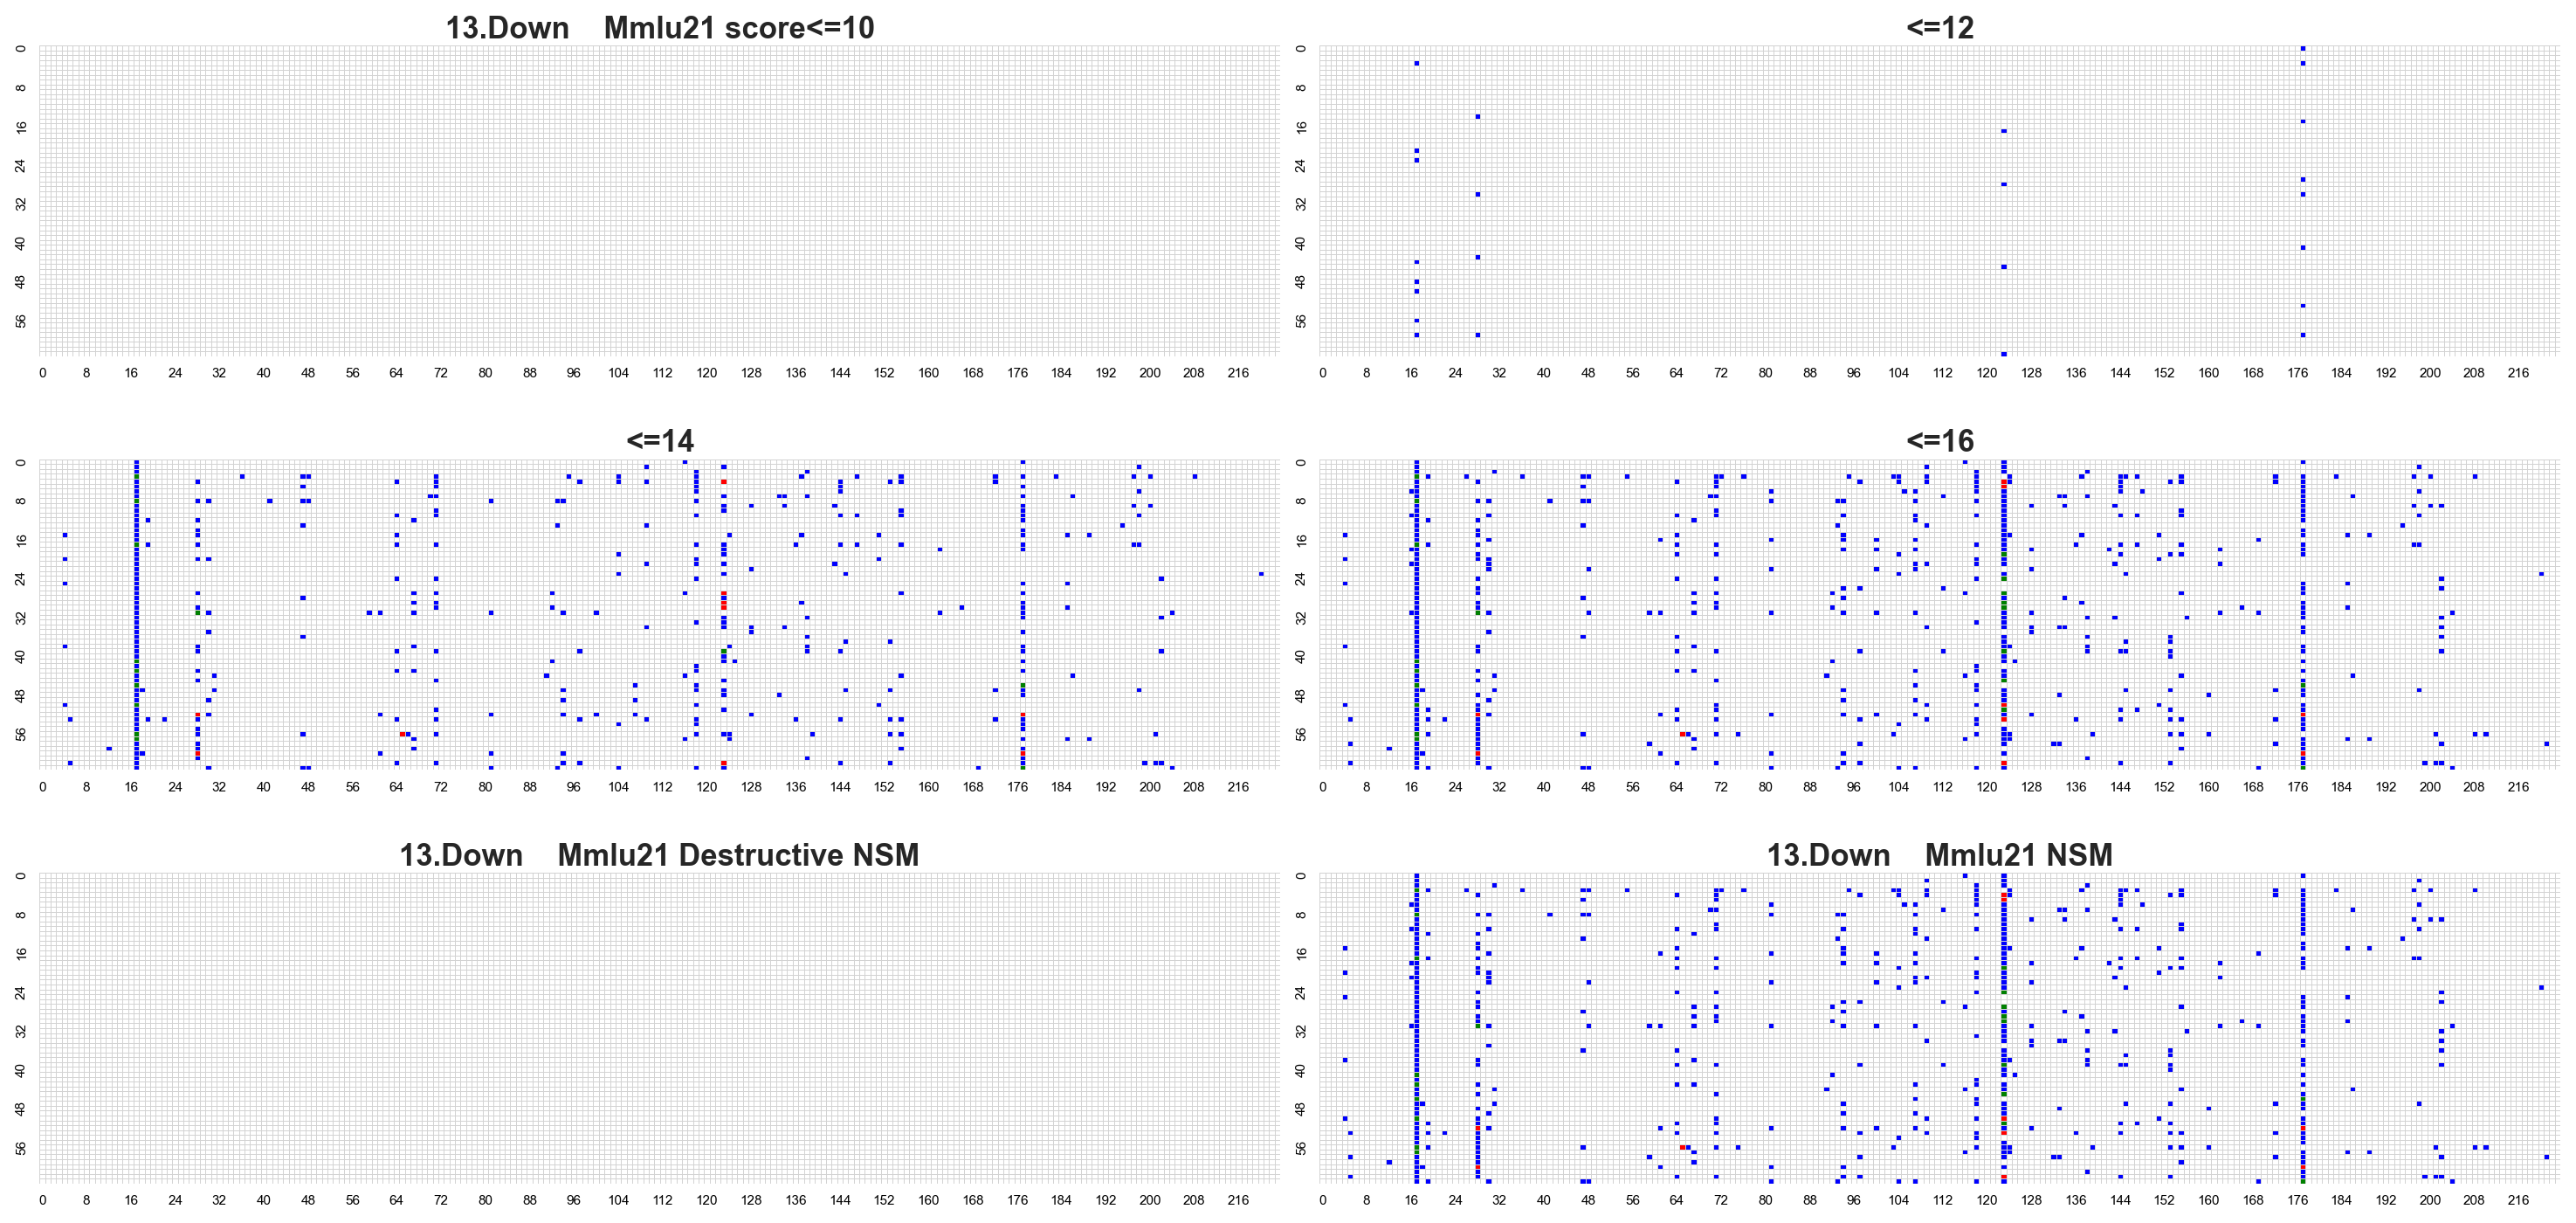 13.Down    Mmlu21 score<=10
0 8 16 24 32 40 48 56
0 8 16 24 32 40 48 56 64 72 80 88 96 104 112 120 128 136 144 152 160 168 176 184 192 200 208 216
<=12
0 8 16 24 32 40 48 56
0 8 16 24 32 40 48 56 64 72 80 88 96 104 112 120 128 136 144 152 160 168 176 184 192 200 208 216
<=14
0 8 16 24 32 40 48 56
0 8 16 24 32 40 48 56 64 72 80 88 96 104 112 120 128 136 144 152 160 168 176 184 192 200 208 216
<=16
0 8 16 24 32 40 48 56
0 8 16 24 32 40 48 56 64 72 80 88 96 104 112 120 128 136 144 152 160 168 176 184 192 200 208 216
13.Down    Mmlu21 Destructive NSM
0 8 16 24 32 40 48 56
0 8 16 24 32 40 48 56 64 72 80 88 96 104 112 120 128 136 144 152 160 168 176 184 192 200 208 216
13.Down    Mmlu21 NSM
0 8 16 24 32 40 48 56
0 8 16 24 32 40 48 56 64 72 80 88 96 104 112 120 128 136 144 152 160 168 176 184 192 200 208 216